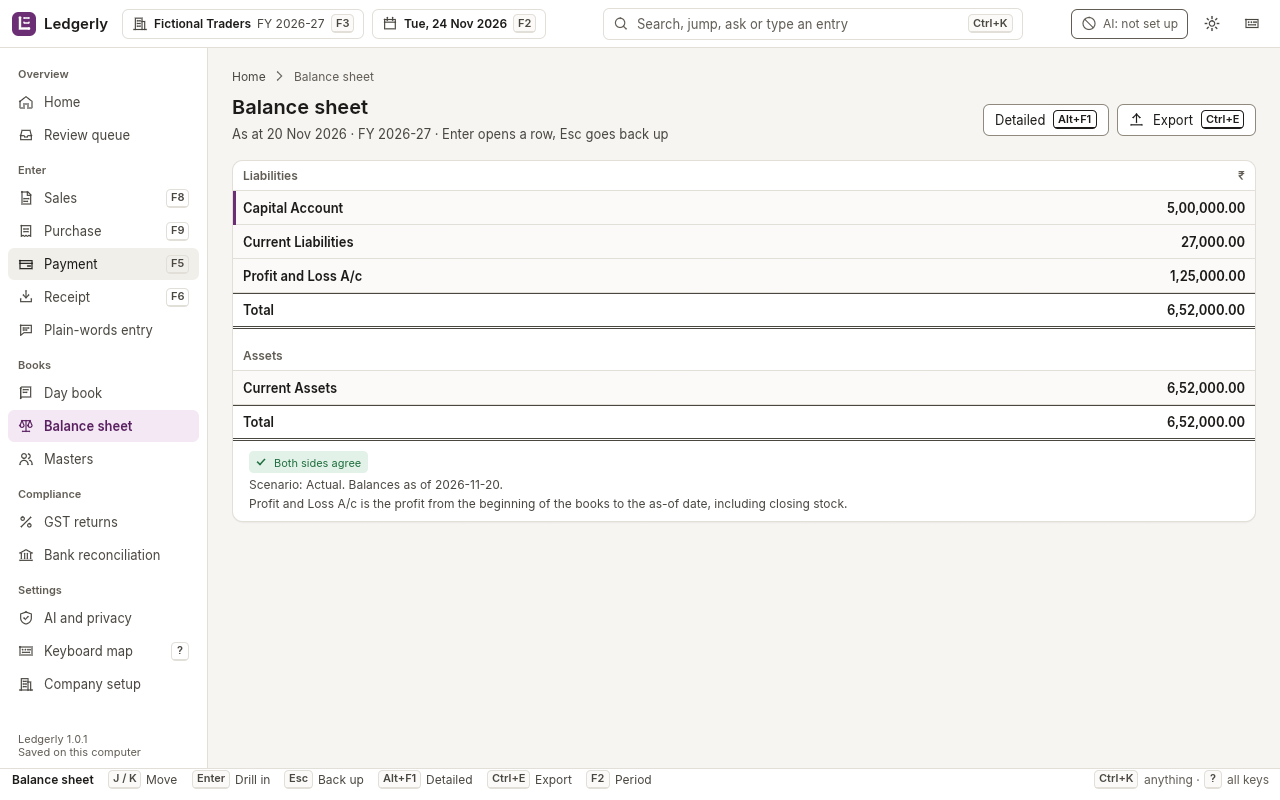 Ledgerly
Fictional Traders FY 2026-27 F3
Tue, 24 Nov 2026 F2
Search, jump, ask or type an entry Ctrl+K
AI: not set up
Overview
Home
Review queue
Enter
Sales F8
Purchase F9
Payment F5
Receipt F6
Plain-words entry
Books
Day book
Balance sheet
Masters
Compliance
GST returns
Bank reconciliation
Settings
AI and privacy
Keyboard map ?
Company setup
Ledgerly 1.0.1
Saved on this computer
Home Balance sheet
Balance sheet
As at 20 Nov 2026 · FY 2026-27 · Enter opens a row, Esc goes back up
Detailed Alt+F1
Export Ctrl+E
Liabilities ₹
Capital Account 5,00,000.00
Current Liabilities 27,000.00
Profit and Loss A/c 1,25,000.00
Total 6,52,000.00
Assets
Current Assets 6,52,000.00
Total 6,52,000.00
Both sides agree
Scenario: Actual. Balances as of 2026-11-20.
Profit and Loss A/c is the profit from the beginning of the books to the as-of date, including closing stock.
Balance sheet J / K Move Enter Drill in Esc Back up Alt+F1 Detailed Ctrl+E Export F2 Period Ctrl+K anything · ? all keys